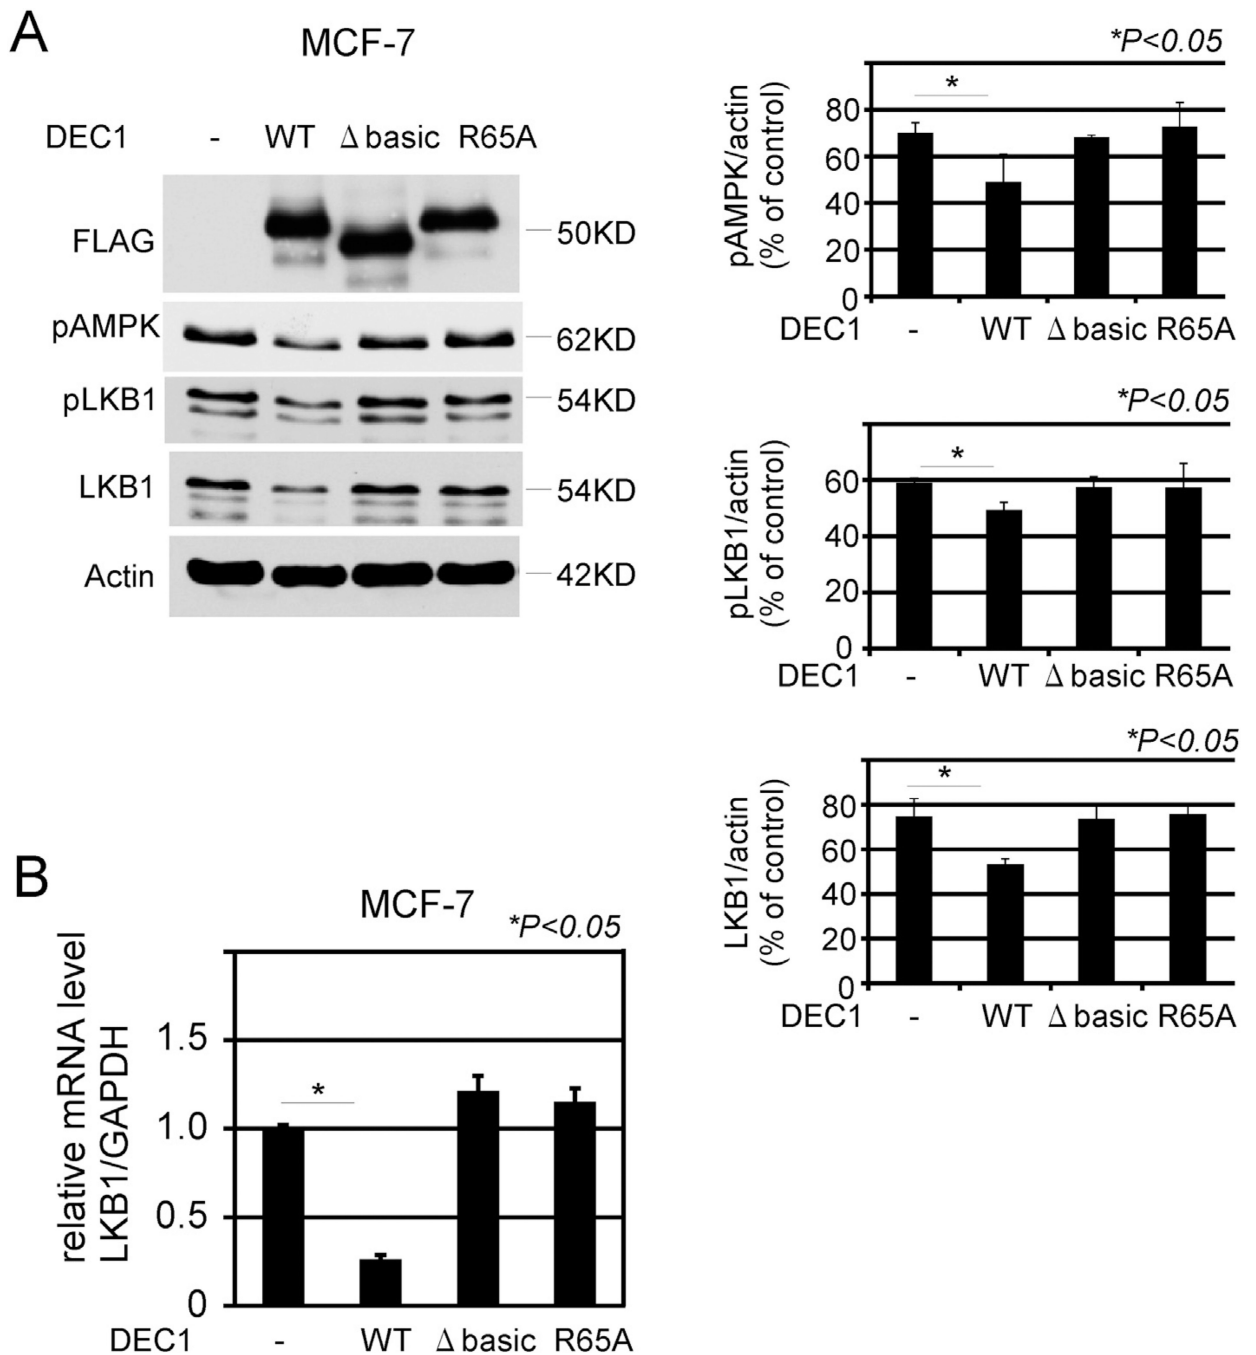 A
MCF-7
DEC1 - WT Δ basic R65A
FLAG
50KD
pAMPK
62KD
pLKB1
54KD
LKB1
54KD
Actin
42KD
*P<0.05
*
pAMPK/actin
(% of control)
80
60
40
20
0
DEC1 - WT Δ basic R65A
*P<0.05
*
pLKB1/actin
(% of control)
60
40
20
0
DEC1 - WT Δ basic R65A
*P<0.05
*
LKB1/actin
(% of control)
80
60
40
20
0
DEC1 - WT Δ basic R65A
B
MCF-7
*P<0.05
*
relative mRNA level
LKB1/GAPDH
1.5
1.0
0.5
0
DEC1 - WT Δ basic R65A